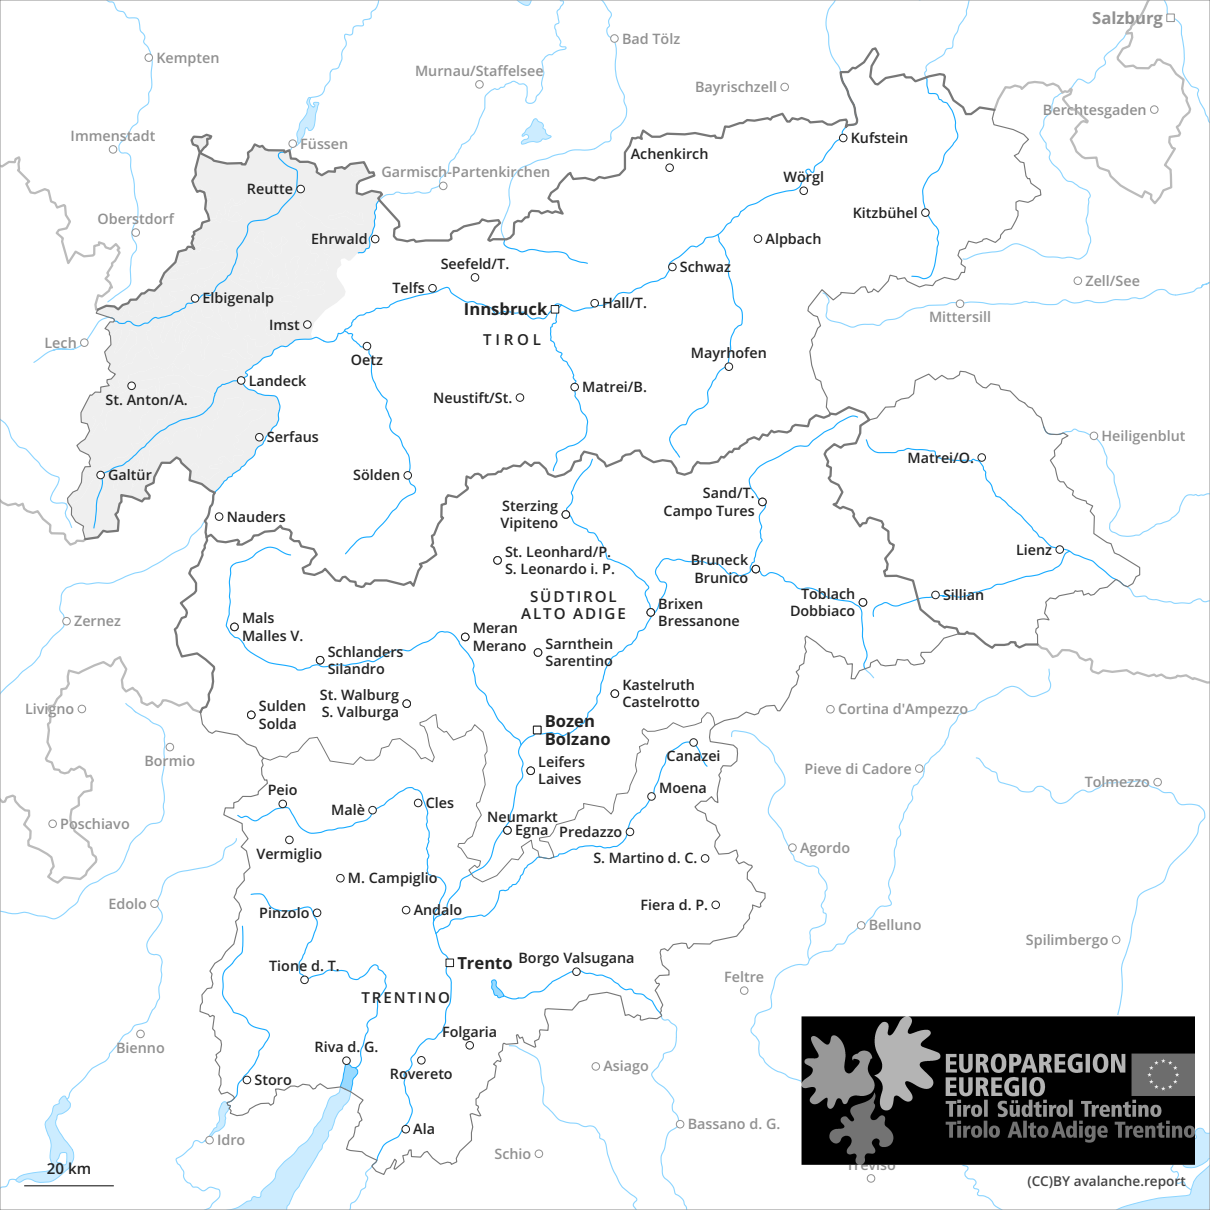 Salzburg
Kempten
Bad Tölz
Murnau/Staffelsee
Bayrischzell
Berchtesgaden
Immenstadt
Füssen
Kufstein
Achenkirch
Garmisch-Partenkirchen
Wörgl
Reutte
Oberstdorf
Kitzbühel
Ehrwald
Alpbach
Seefeld/T.
Schwaz
Telfs
Zell/See
Elbigenalp
Hall/T.
Innsbruck
Mittersill
Imst
TIROL
Lech
Oetz
Mayrhofen
Landeck
Matrei/B.
St. Anton/A.
Neustift/St.
Serfaus
Heiligenblut
Matrei/O.
Galtür
Sölden
Sand/T.
Campo Tures
Sterzing
Vipiteno
Nauders
St. Leonhard/P.
S. Leonardo i. P.
Lienz
Bruneck
Brunico
SÜDTIROL
ALTO ADIGE
Toblach
Dobbiaco
Sillian
Brixen
Bressanone
Zernez
Mals
Malles V.
Meran
Merano
Sarnthein
Sarentino
Schlanders
Silandro
Kastelruth
Castelrotto
St. Walburg
S. Valburga
Livigno
Sulden
Solda
Cortina d'Ampezzo
Bozen
Bolzano
Bormio
Canazei
Leifers
Laives
Pieve di Cadore
Tolmezzo
Peio
Malè
Cles
Moena
Neumarkt
Egna
Predazzo
Poschiavo
Vermiglio
Agordo
S. Martino d. C.
M. Campiglio
Edolo
Pinzolo
Andalo
Fiera d. P.
Belluno
Spilimbergo
Trento
Borgo Valsugana
Tione d. T.
Feltre
TRENTINO
Folgaria
Bienno
Riva d. G.
Rovereto
Asiago
Storo
EUROPAREGION
EUREGIO
Tirol Südtirol Trentino
Tirolo Alto Adige Trentino
Ala
Bassano d. G.
Idro
Schio
Treviso
20 km
(CC)BY avalanche.report